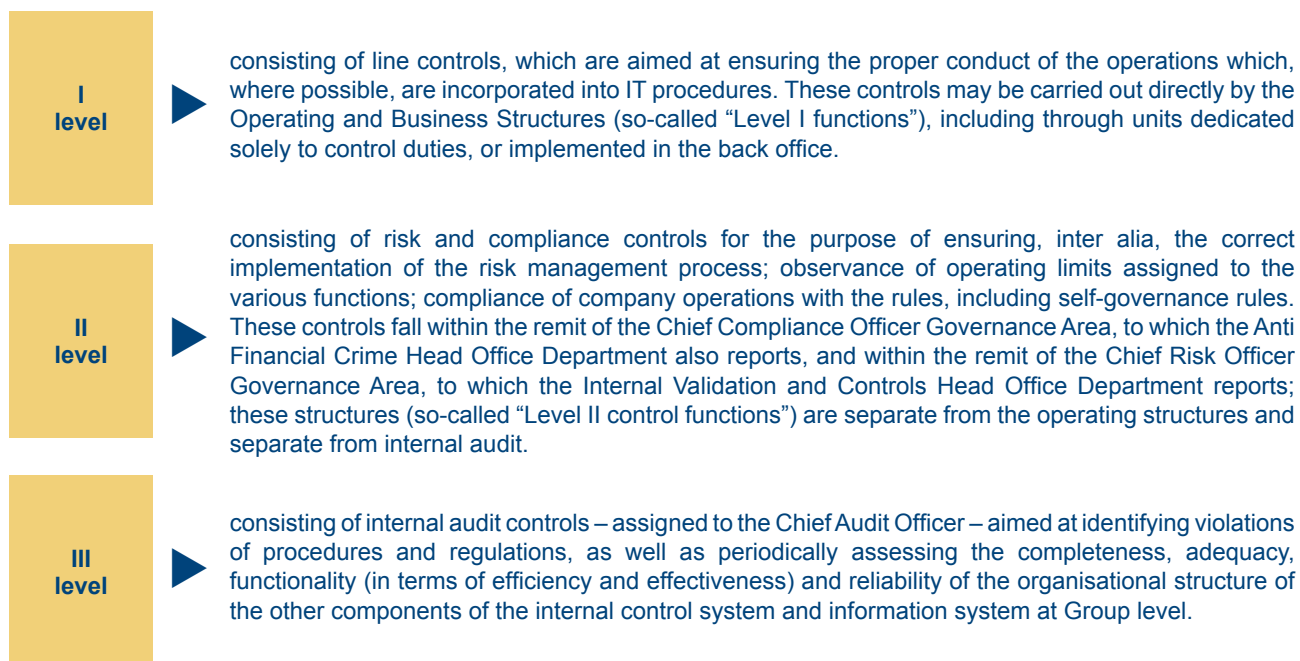 I
level
consisting of line controls, which are aimed at ensuring the proper conduct of the operations which,
where possible, are incorporated into IT procedures. These controls may be carried out directly by the
Operating and Business Structures (so-called “Level I functions”), including through units dedicated
solely to control duties, or implemented in the back office.
II
level
consisting of risk and compliance controls for the purpose of ensuring, inter alia, the correct
implementation of the risk management process; observance of operating limits assigned to the
various functions; compliance of company operations with the rules, including self-governance rules.
These controls fall within the remit of the Chief Compliance Officer Governance Area, to which the Anti
Financial Crime Head Office Department also reports, and within the remit of the Chief Risk Officer
Governance Area, to which the Internal Validation and Controls Head Office Department reports;
these structures (so-called “Level II control functions”) are separate from the operating structures and
separate from internal audit.
III
level
consisting of internal audit controls – assigned to the Chief Audit Officer – aimed at identifying violations
of procedures and regulations, as well as periodically assessing the completeness, adequacy,
functionality (in terms of efficiency and effectiveness) and reliability of the organisational structure of
the other components of the internal control system and information system at Group level.